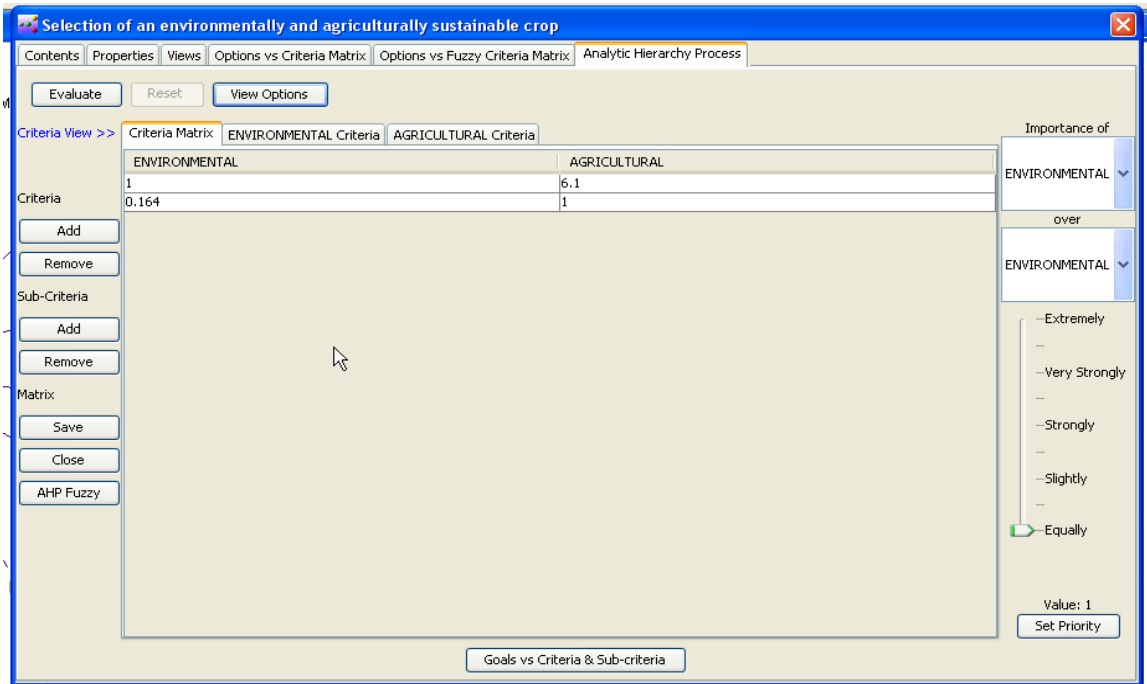 Selection of an environmentally and agriculturally sustainable crop
Contents Properties Views Options vs Criteria Matrix Options vs Fuzzy Criteria Matrix Analytic Hierarchy Process
Evaluate Reset View Options
Criteria View >> Criteria Matrix ENVIRONMENTAL Criteria AGRICULTURAL Criteria
ENVIRONMENTAL AGRICULTURAL
1 6.1
0.164 1
Criteria
Add
Remove
Sub-Criteria
Add
Remove
Matrix
Save
Close
AHP Fuzzy
Importance of
ENVIRONMENTAL
over
ENVIRONMENTAL
Extremely
Very Strongly
Strongly
Slightly
Equally
Value: 1
Set Priority
Goals vs Criteria & Sub-criteria